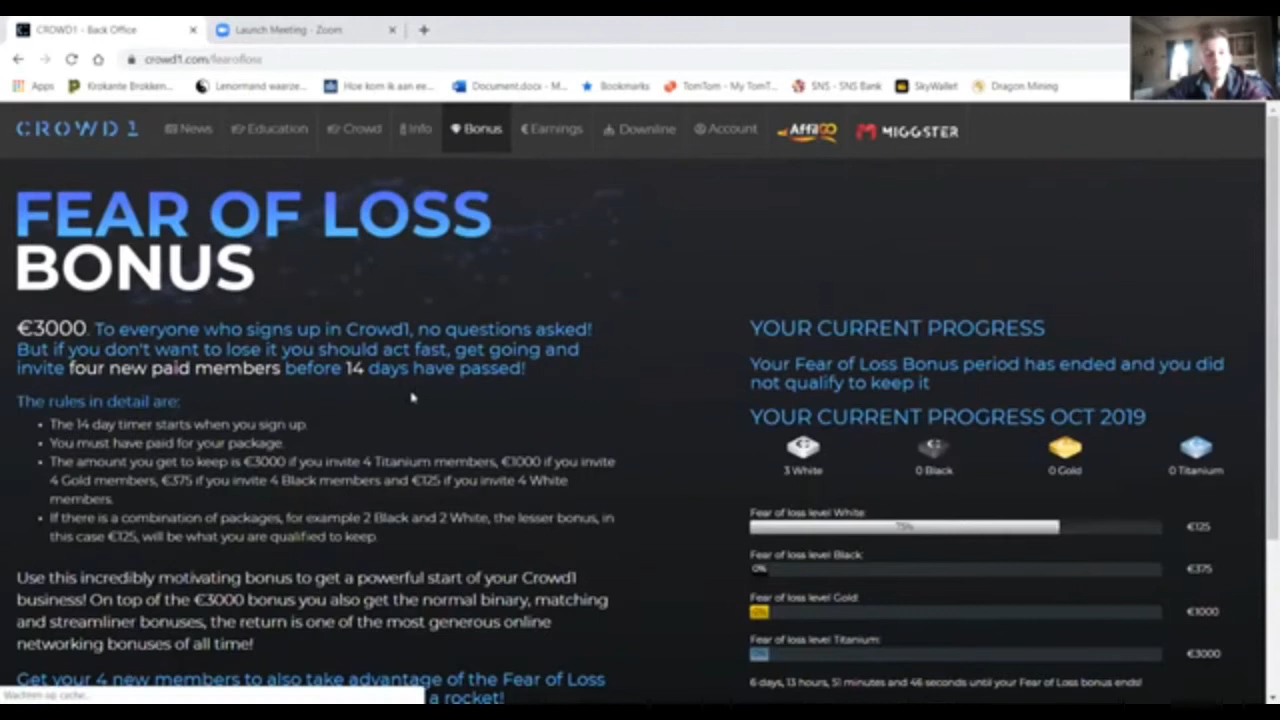 CROWD1 - Back Office
Launch Meeting - Zoom
crowd1.com/fearofloss
Apps
Krokante Brokken...
Lenormand waarze...
Hoe kom ik aan ee...
Document.docx - M...
Bookmarks
TomTom - My TomT...
SNS - SNS Bank
SkyWallet
Dragon Mining
CROWD1
News
Education
Crowd
Info
Bonus
Earnings
Downline
Account
AffilGO
MIGGSTER
FEAR OF LOSS
BONUS
€3000. To everyone who signs up in Crowd1, no questions asked!
But if you don't want to lose it you should act fast, get going and
invite four new paid members before 14 days have passed!
The rules in detail are:
The 14 day timer starts when you sign up.
You must have paid for your package.
The amount you get to keep is €3000 if you invite 4 Titanium members, €1000 if you invite
4 Gold members, €375 if you invite 4 Black members and €125 if you invite 4 White
members.
If there is a combination of packages, for example 2 Black and 2 White, the lesser bonus, in
this case €125, will be what you are qualified to keep.
Use this incredibly motivating bonus to get a powerful start of your Crowd1
business! On top of the €3000 bonus you also get the normal binary, matching
and streamliner bonuses, the return is one of the most generous online
networking bonuses of all time!
Get your 4 new members to also take advantage of the Fear of Loss
a rocket!
Wachten op cache...
YOUR CURRENT PROGRESS
Your Fear of Loss Bonus period has ended and you did
not qualify to keep it
YOUR CURRENT PROGRESS OCT 2019
3 White
0 Black
0 Gold
0 Titanium
Fear of loss level White:
75%
€125
Fear of loss level Black:
0%
€375
Fear of loss level Gold:
0%
€1000
Fear of loss level Titanium:
0%
€3000
6 days, 13 hours, 51 minutes and 46 seconds until your Fear of Loss bonus ends!